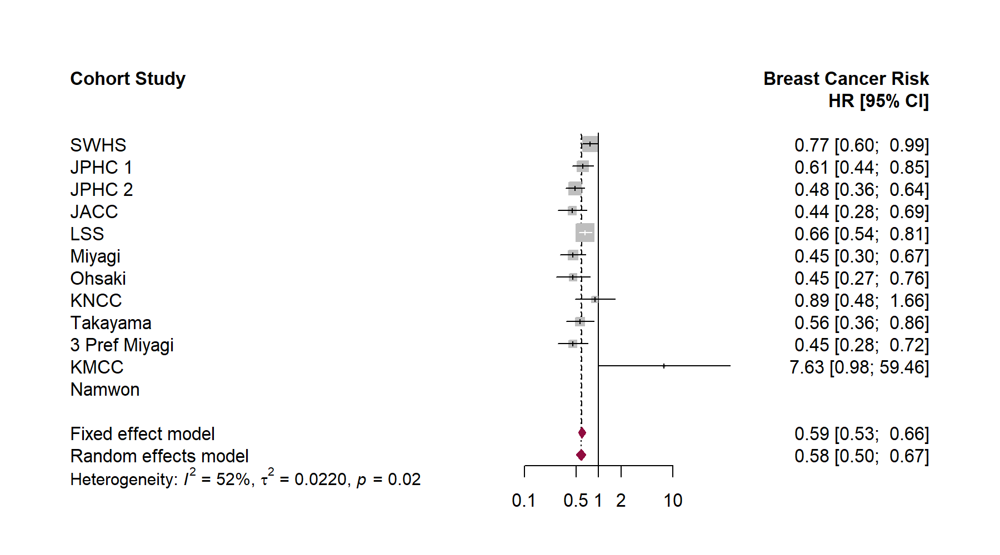 Cohort Study Breast Cancer Risk
HR [95% CI]
SWHS 0.77 [0.60; 0.99]
JPHC 1 0.61 [0.44; 0.85]
JPHC 2 0.48 [0.36; 0.64]
JACC 0.44 [0.28; 0.69]
LSS 0.66 [0.54; 0.81]
Miyagi 0.45 [0.30; 0.67]
Ohsaki 0.45 [0.27; 0.76]
KNCC 0.89 [0.48; 1.66]
Takayama 0.56 [0.36; 0.86]
3 Pref Miyagi 0.45 [0.28; 0.72]
KMCC 7.63 [0.98; 59.46]
Namwon
Fixed effect model 0.59 [0.53; 0.66]
Random effects model 0.58 [0.50; 0.67]
Heterogeneity: I² = 52%, τ² = 0.0220, p = 0.02
0.1 0.5 1 2 10